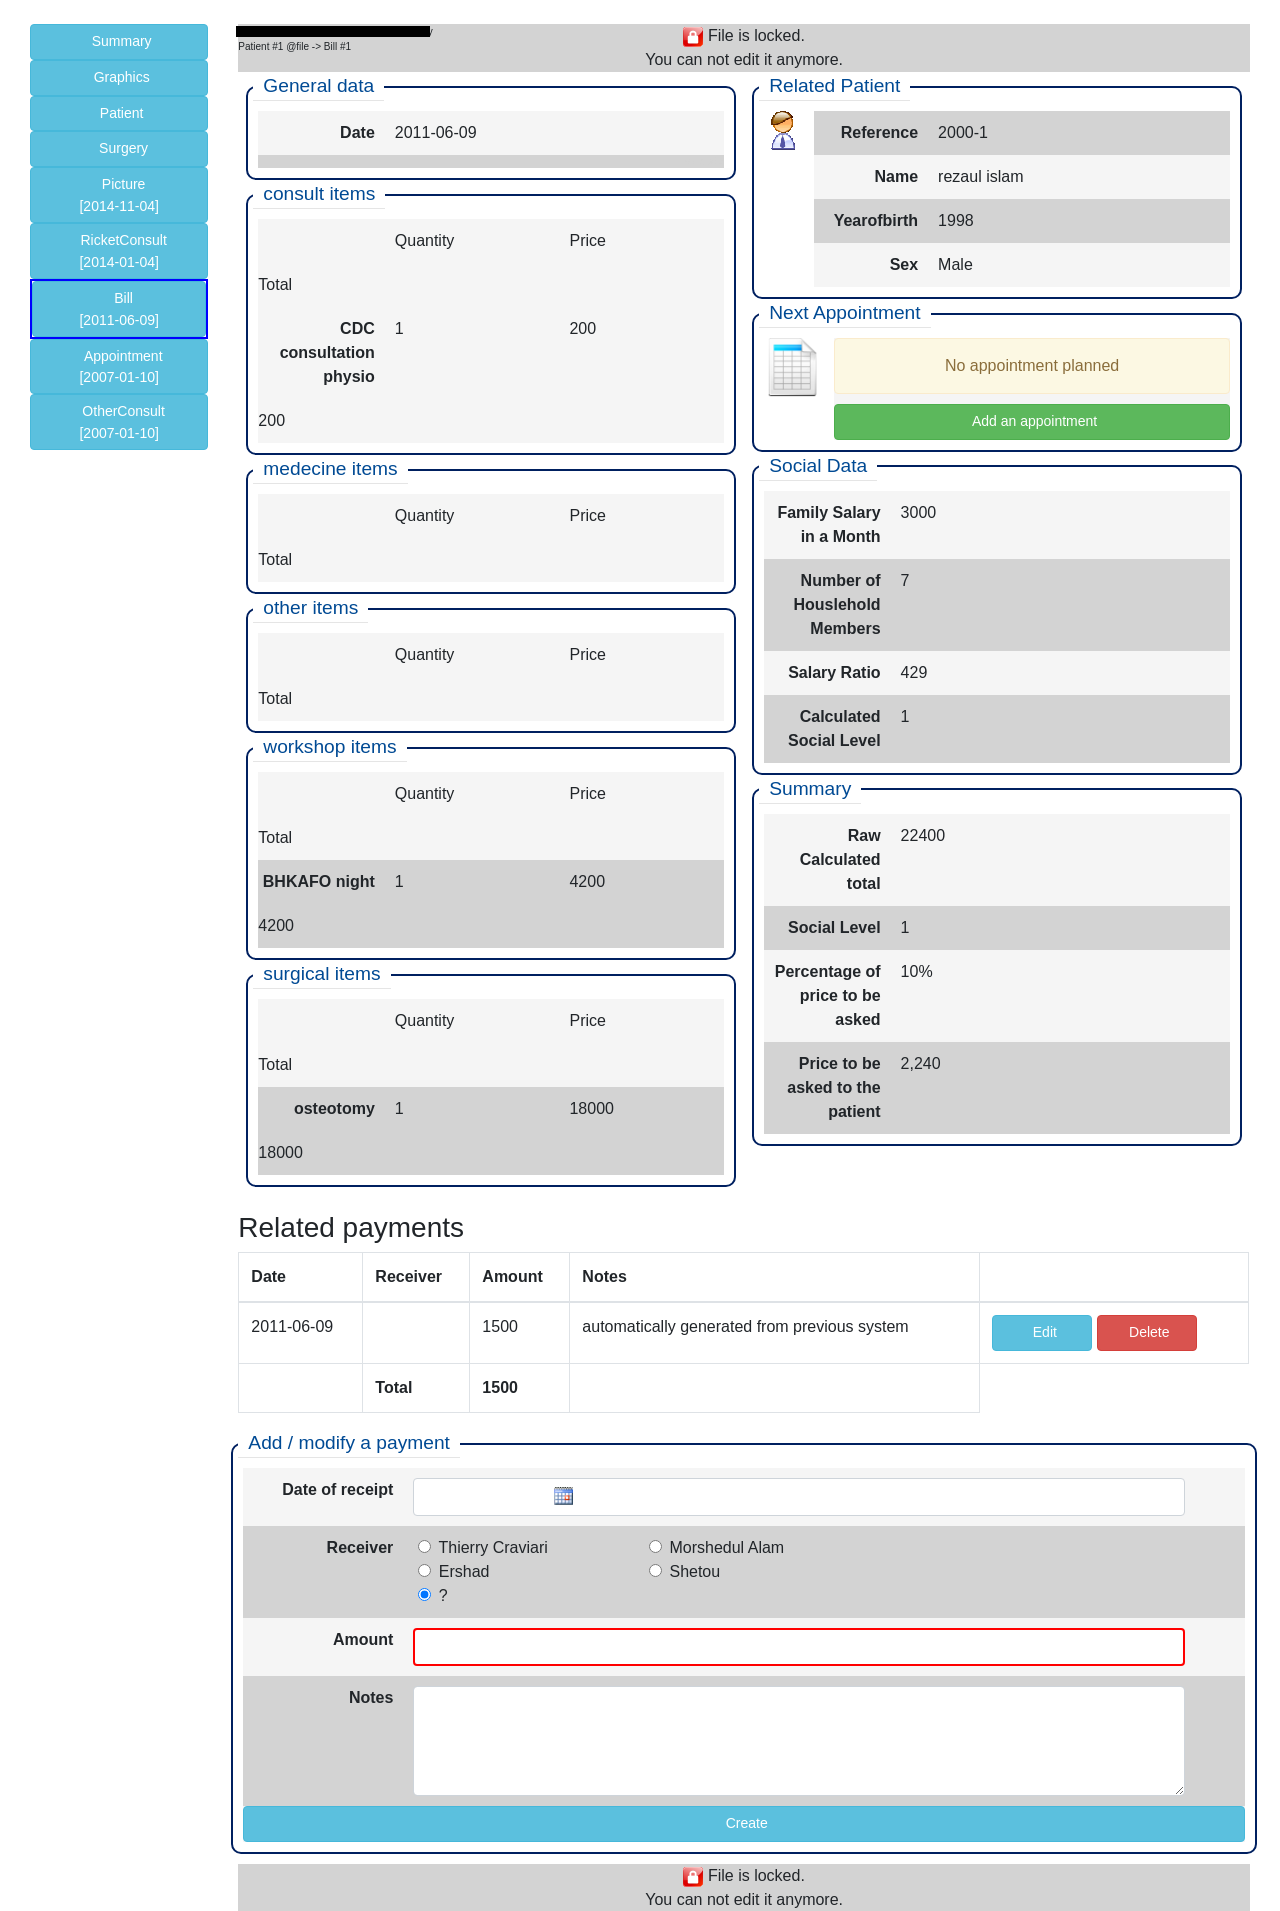 Summary
Graphics
Patient
Surgery
Picture
[2014-11-04]
RicketConsult
[2014-01-04]
Bill
[2011-06-09]
Appointment
[2007-01-10]
OtherConsult
[2007-01-10]
Patient #1 @file -> Bill #1
File is locked.
You can not edit it anymore.
General data
Date 2011-06-09
consult items
Quantity Price
Total
CDC 1 200
consultation
physio
200
medecine items
Quantity Price
Total
other items
Quantity Price
Total
workshop items
Quantity Price
Total
BHKAFO night 1 4200
4200
surgical items
Quantity Price
Total
osteotomy 1 18000
18000
Related Patient
Reference 2000-1
Name rezaul islam
Yearofbirth 1998
Sex Male
Next Appointment
No appointment planned
Add an appointment
Social Data
Family Salary 3000
in a Month
Number of 7
Houslehold
Members
Salary Ratio 429
Calculated 1
Social Level
Summary
Raw 22400
Calculated
total
Social Level 1
Percentage of 10%
price to be
asked
Price to be 2,240
asked to the
patient
Related payments
Date Receiver Amount Notes
2011-06-09 1500 automatically generated from previous system Edit Delete
Total 1500
Add / modify a payment
Date of receipt
Receiver Thierry Craviari Morshedul Alam
Ershad Shetou
?
Amount
Notes
Create
File is locked.
You can not edit it anymore.